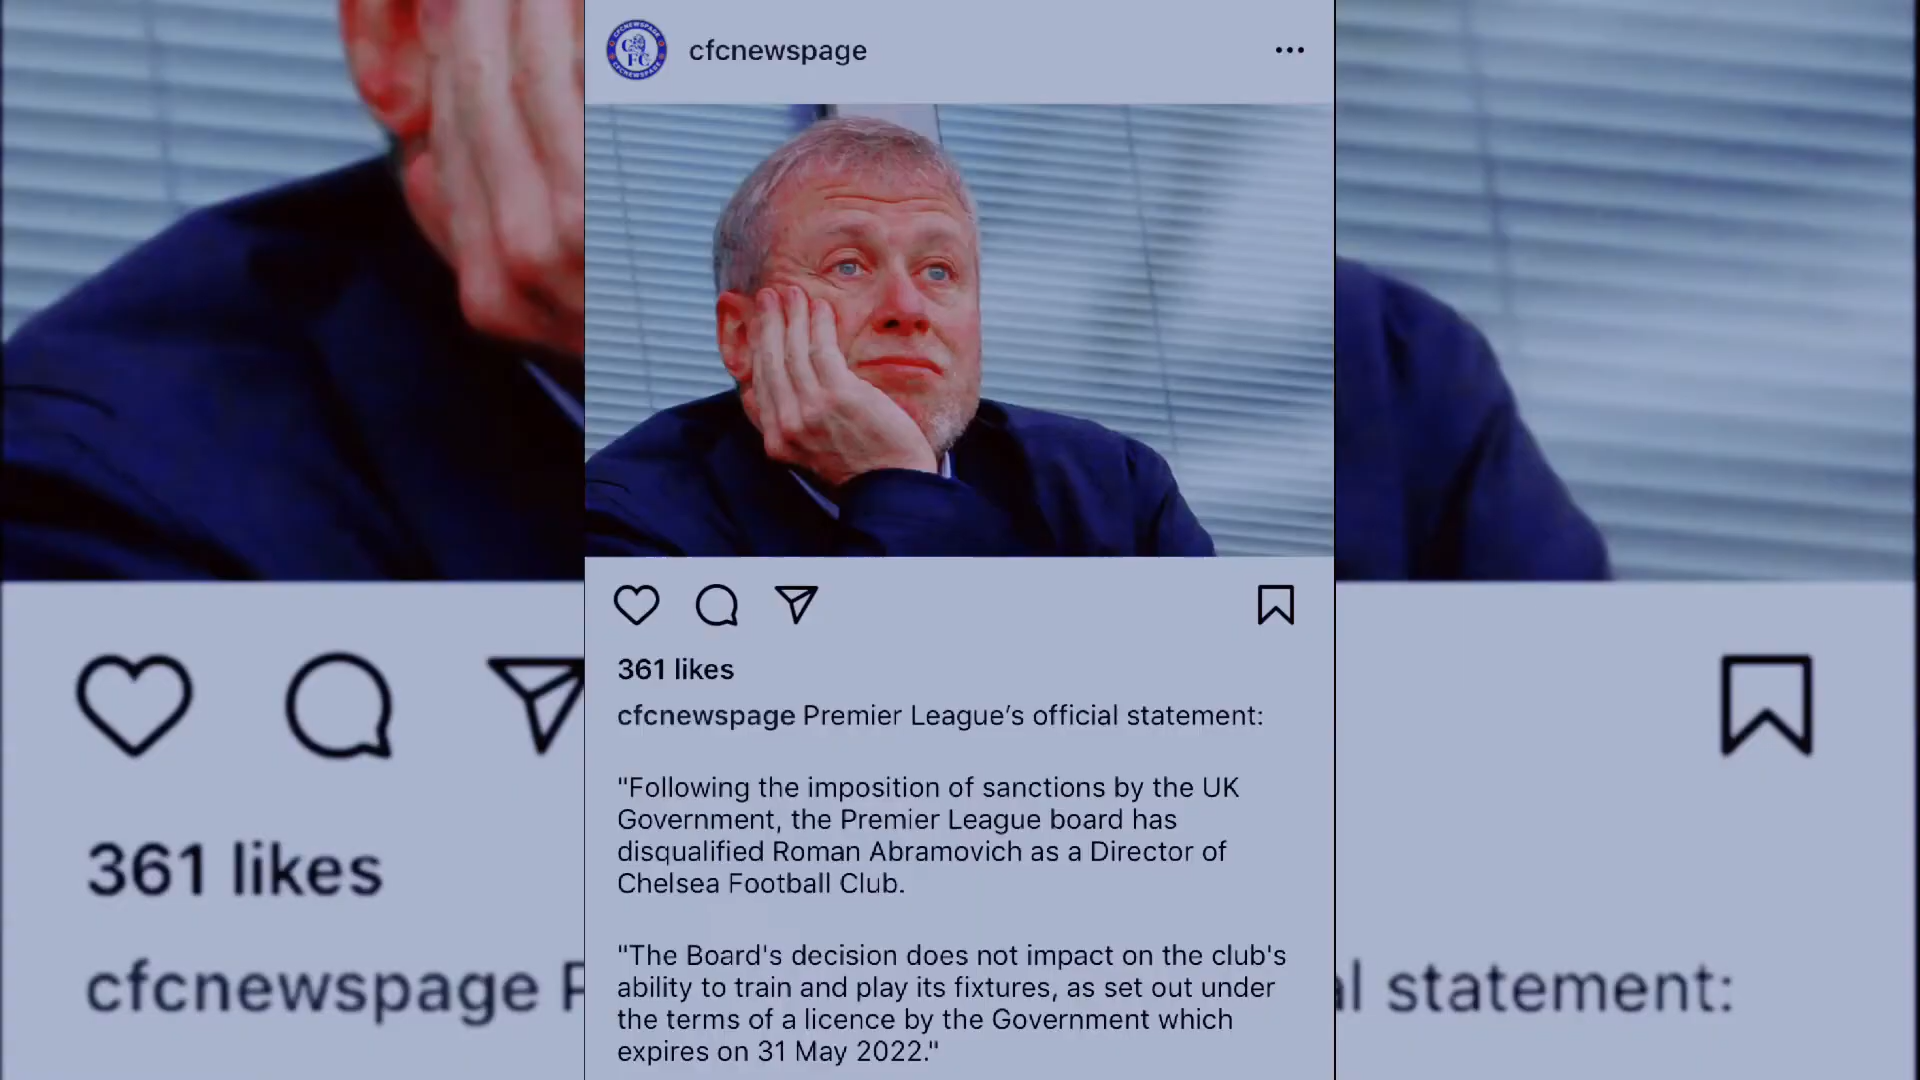 cfcnewspage
CFCNEWSPAGE
C
FC
CFCNEWSPAGE
361 likes
cfcnewspage Premier League’s official statement:
"Following the imposition of sanctions by the UK
Government, the Premier League board has
disqualified Roman Abramovich as a Director of
Chelsea Football Club.
"The Board's decision does not impact on the club's
ability to train and play its fixtures, as set out under
the terms of a licence by the Government which
expires on 31 May 2022."
361 likes
cfcnewspage P
al statement: